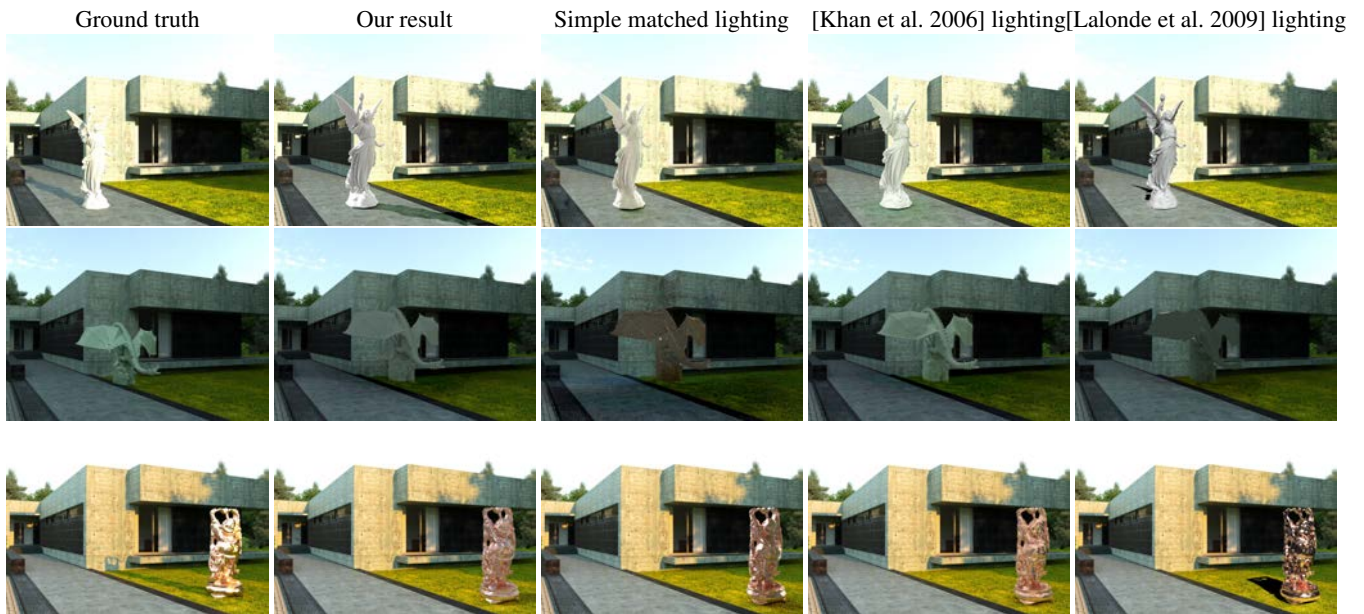 Ground truth
Our result
Simple matched lighting
[Khan et al. 2006] lighting
[Lalonde et al. 2009] lighting